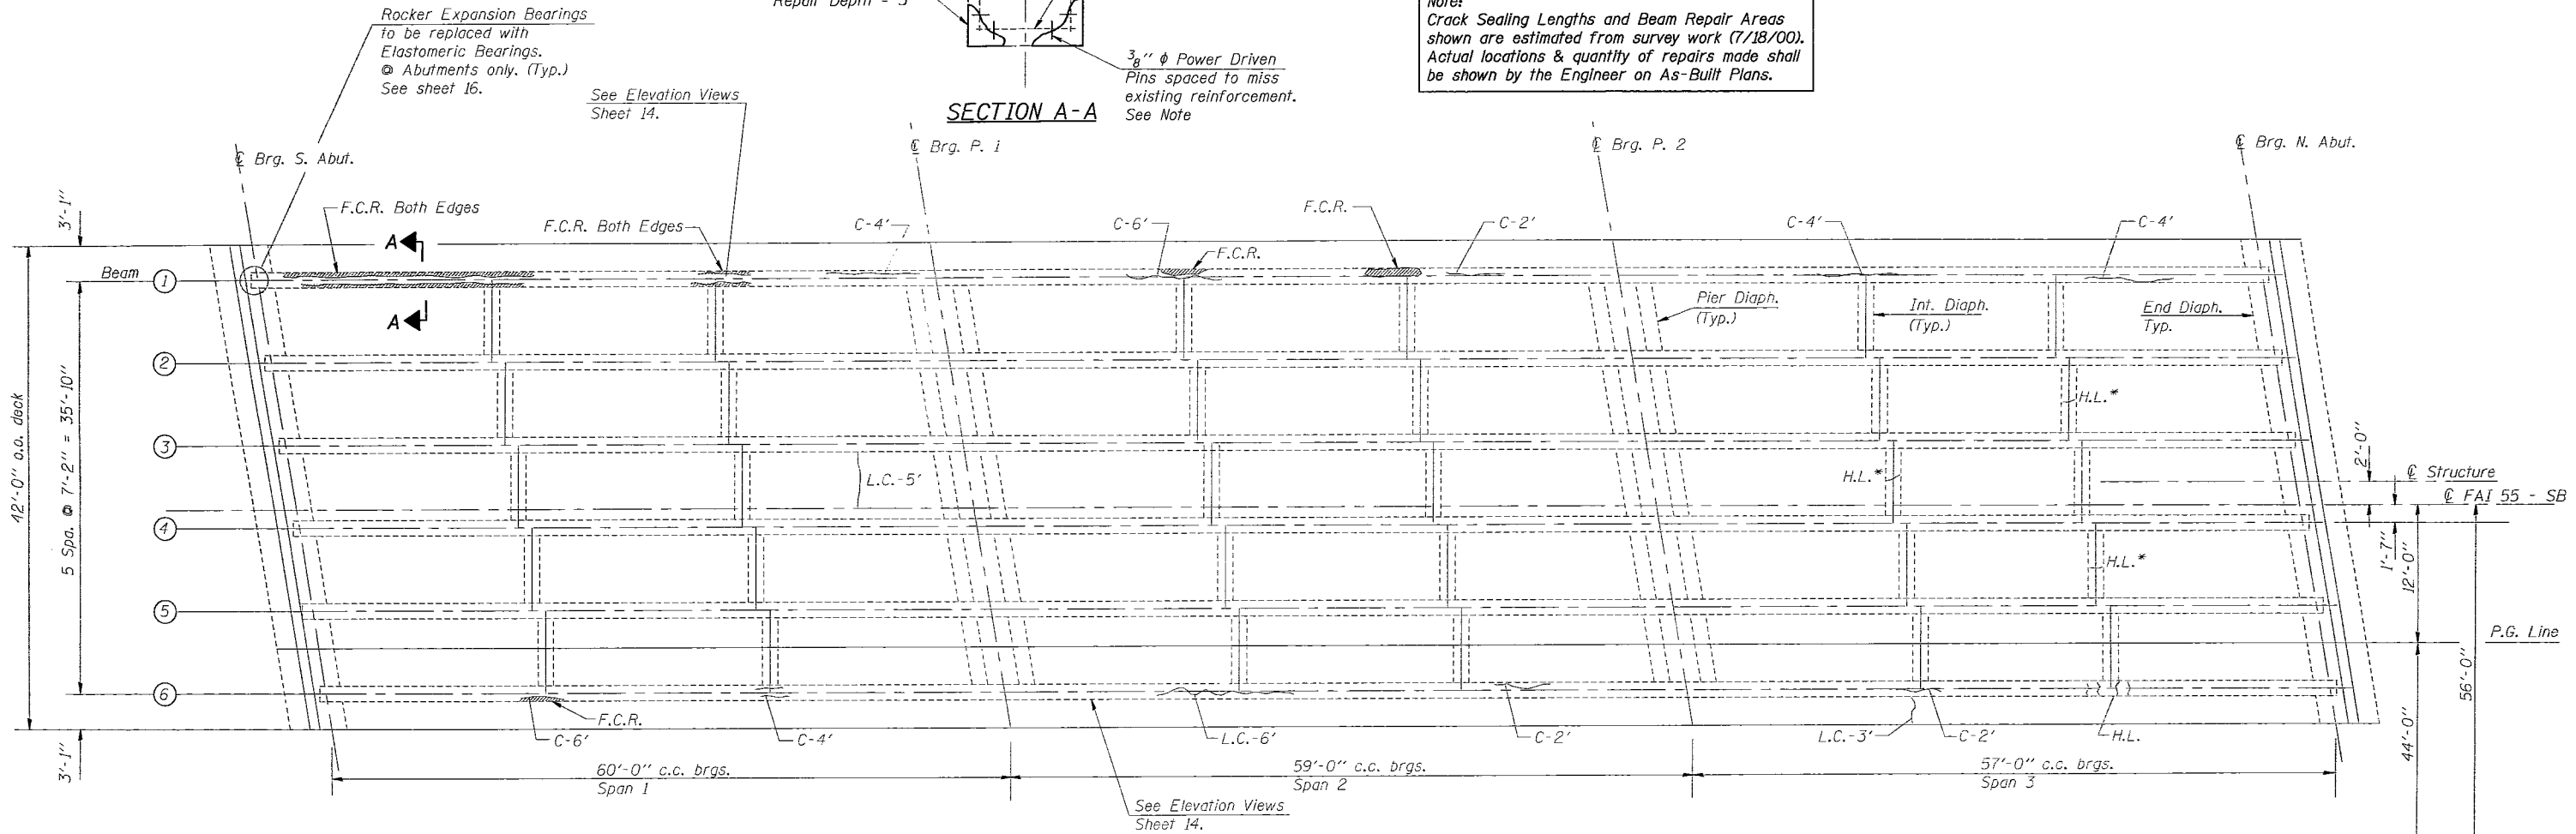 Rocker Expansion Bearings
to be replaced with
Elastomeric Bearings.
@ Abutments only. (Typ.)
See sheet 16.
See Elevation Views
Sheet 14.
SECTION A-A
3/8" ϕ Power Driven
Pins spaced to miss
existing reinforcement.
See Note
Crack Sealing Lengths and Beam Repair Areas
shown are estimated from survey work (7/18/00).
Actual locations & quantity of repairs made shall
be shown by the Engineer on As-Built Plans.
℄ Brg. S. Abut.
℄ Brg. P. 1
℄ Brg. P. 2
℄ Brg. N. Abut.
3'-1"
F.C.R. Both Edges
F.C.R. Both Edges
C-4'
C-6'
F.C.R.
F.C.R.
C-2'
C-4'
C-4'
A
A
Beam
1
2
3
4
5
6
Pier Diaph.
(Typ.)
Int. Diaph.
(Typ.)
End Diaph.
Typ.
42'-0" o.o. deck
5 Spa. @ 7'-2" = 35'-10"
H.L.*
L.C.-5'
H.L.*
H.L.*
2'-0"
℄ Structure
℄ FAI 55 - SB
1'-7"
12'-0"
P.G. Line
56'-0"
44'-0"
3'-1"
F.C.R.
C-6'
C-4'
L.C.-6'
C-2'
L.C.-3'
C-2'
H.L.
60'-0" c.c. brgs.
Span 1
59'-0" c.c. brgs.
Span 2
57'-0" c.c. brgs.
Span 3
See Elevation Views
Sheet 14.